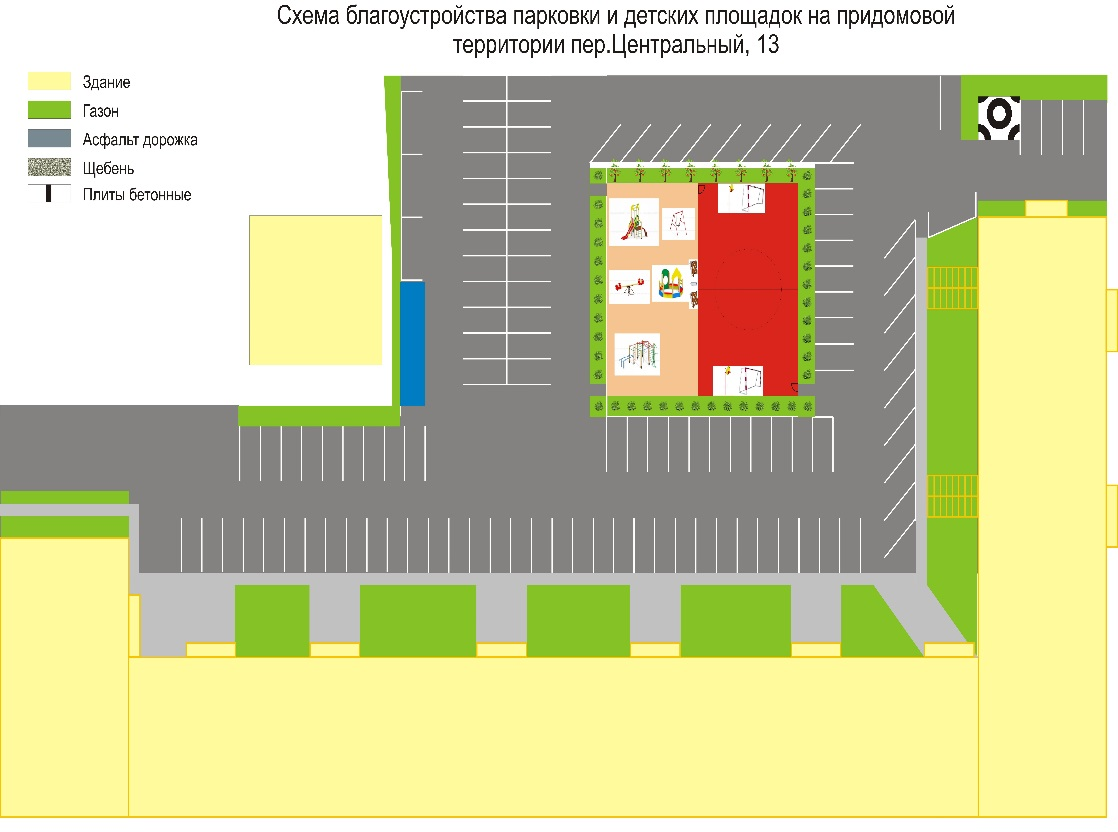 Схема благоустройства парковки и детских площадок на придомовой
территории пер.Центральный, 13
Здание
Газон
Асфальт дорожка
Щебень
Плиты бетонные